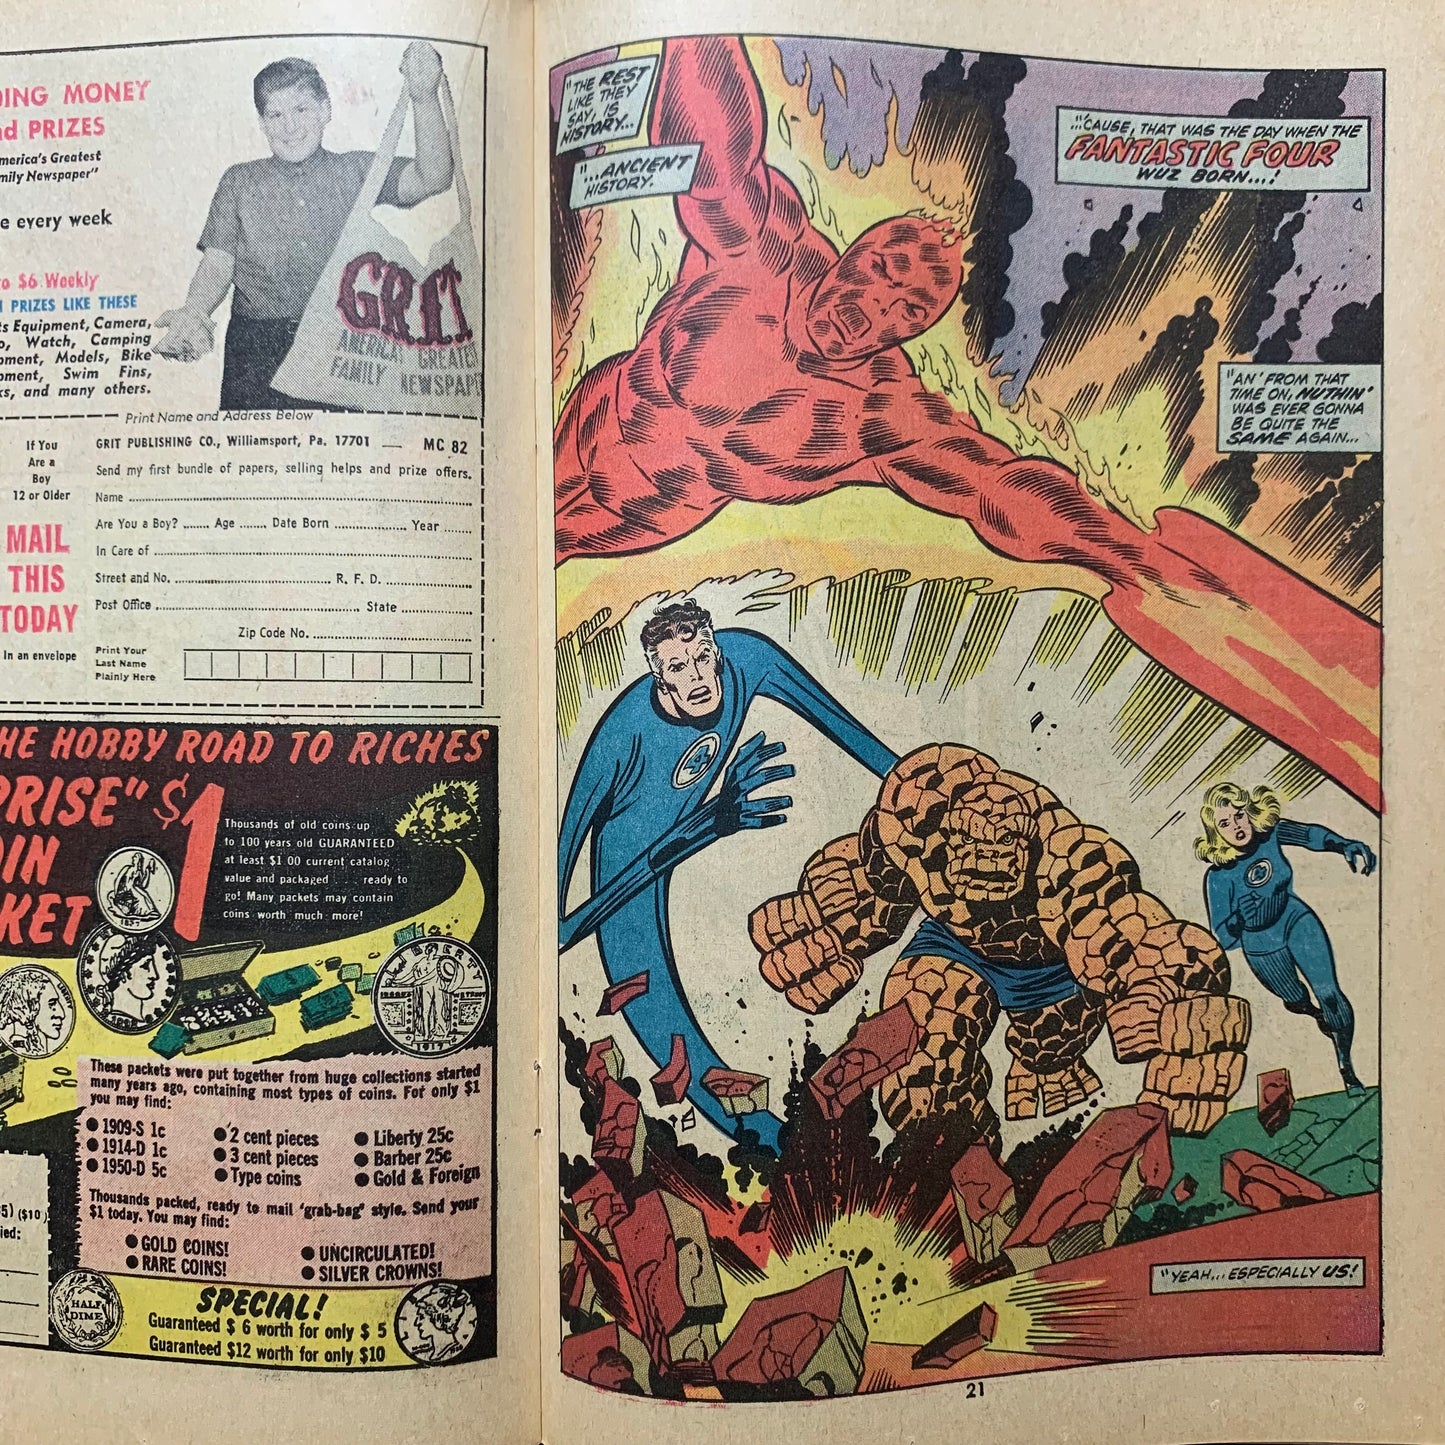 MONEY
PRIZES
America's Greatest
Family Newspaper"
every week
$6 Weekly
PRIZES LIKE THESE
Equipment, Camera,
Watch, Camping
Models, Bike
Swim Fins,
and many others.
GRIT
AMERICA'S GREATEST
FAMILY NEWSPAP
Print Name and Address Below
If You
Are a
Boy
12 or Older
MAIL
THIS
TODAY
In an envelope
GRIT PUBLISHING CO., Williamsport, Pa. 17701 — MC 82
Send my first bundle of papers, selling helps and prize offers.
Name
Are You a Boy? ....... Age ....... Date Born ................. Year ......
In Care of
Street and No. ........................................ R. F. D. .....................
Post Office ..................................................... State ..................
Zip Code No. ........................................
Print Your
Last Name
Plainly Here
HE HOBBY ROAD TO RICHES
PRISE" $1
OIN
KET
Thousands of old coins up
to 100 years old GUARANTEED
at least $1 00 current catalog
value and packaged .... ready to
go! Many packets may contain
coins worth much more!
LIBERTY
1917
These packets were put together from huge collections started
many years ago, containing most types of coins. For only $1
you may find:
● 1909-S 1c
● 1914-D 1c
● 1950-D 5c
● 2 cent pieces
● 3 cent pieces
● Type coins
● Liberty 25c
● Barber 25c
● Gold & Foreign
Thousands packed, ready to mail 'grab-bag' style. Send your
$1 today. You may find:
● GOLD COINS!
● RARE COINS!
● UNCIRCULATED!
● SILVER CROWNS!
($10)
HALF
DIME
SPECIAL!
Guaranteed $ 6 worth for only $ 5
Guaranteed $12 worth for only $10
"THE REST
LIKE THEY
SAY, IS
HISTORY...
"...ANCIENT
HISTORY.
"...'CAUSE, THAT WAS THE DAY WHEN THE
FANTASTIC FOUR
WUZ BORN...!
"AN' FROM THAT
TIME ON, NUTHIN'
WAS EVER GONNA
BE QUITE THE
SAME AGAIN...
4
"YEAH...ESPECIALLY US!
21